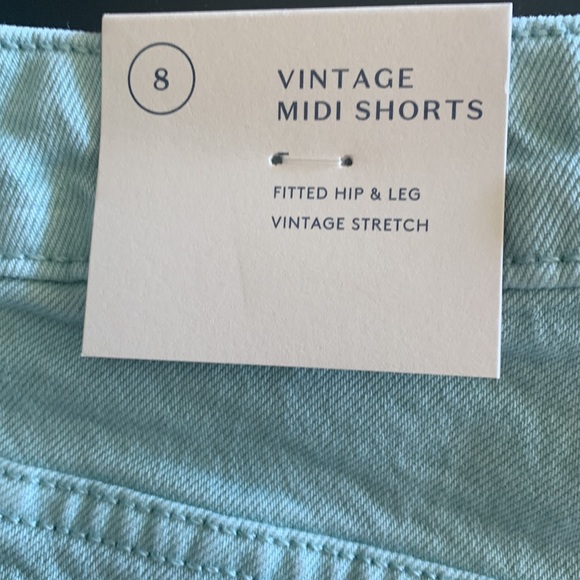 8
VINTAGE
MIDI SHORTS
FITTED HIP & LEG
VINTAGE STRETCH